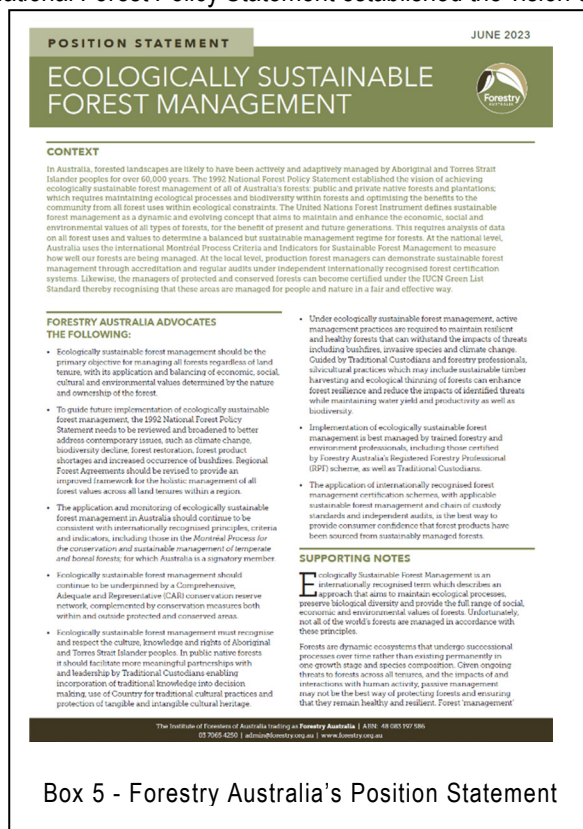 ational Forest Policy Statement established the vision o
POSITION STATEMENT
JUNE 2023
ECOLOGICALLY SUSTAINABLE
FOREST MANAGEMENT
Forestry
AUSTRALIA
CONTEXT
In Australia, forested landscapes are likely to have been actively and adaptively managed by Aboriginal and Torres Strait
Islander peoples for over 60,000 years. The 1992 National Forest Policy Statement established the vision of achieving
ecologically sustainable forest management of all of Australia's forests: public and private native forests and plantations;
which requires maintaining ecological processes and biodiversity within forests and optimising the benefits to the
community from all forest uses within ecological constraints. The United Nations Forest Instrument defines sustainable
forest management as a dynamic and evolving concept that aims to maintain and enhance the economic, social and
environmental values of all types of forests, for the benefit of present and future generations. This requires analysis of data
on all forest uses and values to determine a balanced but sustainable management regime for forests. At the national level,
Australia uses the international Montréal Process Criteria and Indicators for Sustainable Forest Management to measure
how well our forests are being managed. At the local level, production forest managers can demonstrate sustainable forest
management through accreditation and regular audits under independent internationally recognised forest certification
systems. Likewise, the managers of protected and conserved forests can become certified under the IUCN Green List
Standard thereby recognising that these areas are managed for people and nature in a fair and effective way.
FORESTRY AUSTRALIA ADVOCATES
THE FOLLOWING:
• Ecologically sustainable forest management should be the
primary objective for managing all forests regardless of land
tenure, with its application and balancing of economic, social,
cultural and environmental values determined by the nature
and ownership of the forest.
• To guide future implementation of ecologically sustainable
forest management, the 1992 National Forest Policy
Statement needs to be reviewed and broadened to better
address contemporary issues, such as climate change,
biodiversity decline, forest restoration, forest product
shortages and increased occurrence of bushfires. Regional
Forest Agreements should be revised to provide an
improved framework for the holistic management of all
forest values across all land tenures within a region.
• The application and monitoring of ecologically sustainable
forest management in Australia should continue to be
consistent with internationally recognised principles, criteria
and indicators, including those in the Montréal Process for
the conservation and sustainable management of temperate
and boreal forests; for which Australia is a signatory member.
• Ecologically sustainable forest management should
continue to be underpinned by a Comprehensive,
Adequate and Representative (CAR) conservation reserve
network, complemented by conservation measures both
within and outside protected and conserved areas.
• Ecologically sustainable forest management must recognise
and respect the culture, knowledge and rights of Aboriginal
and Torres Strait Islander peoples. In public native forests
it should facilitate more meaningful partnerships with
and leadership by Traditional Custodians enabling
incorporation of traditional knowledge into decision
making, use of Country for traditional cultural practices and
protection of tangible and intangible cultural heritage.
• Under ecologically sustainable forest management, active
management practices are required to maintain resilient
and healthy forests that can withstand the impacts of threats
including bushfires, invasive species and climate change.
Guided by Traditional Custodians and forestry professionals,
silvicultural practices which may include sustainable timber
harvesting and ecological thinning of forests can enhance
forest resilience and reduce the impacts of identified threats
while maintaining water yield and productivity as well as
biodiversity.
• Implementation of ecologically sustainable forest
management is best managed by trained forestry and
environment professionals, including those certified
by Forestry Australia's Registered Forestry Professional
(RPF) scheme, as well as Traditional Custodians.
• The application of internationally recognised forest
management certification schemes, with applicable
sustainable forest management and chain of custody
standards and independent audits, is the best way to
provide consumer confidence that forest products have
been sourced from sustainably managed forests.
SUPPORTING NOTES
Ecologically Sustainable Forest Management is an
internationally recognised term which describes an
approach that aims to maintain ecological processes,
preserve biological diversity and provide the full range of social,
economic and environmental values of forests. Unfortunately,
not all of the world's forests are managed in accordance with
these principles.
Forests are dynamic ecosystems that undergo successional
processes over time rather than existing permanently in
one growth stage and species composition. Given ongoing
threats to forests across all tenures, and the impacts of and
interactions with human activity, passive management
may not be the best way of protecting forests and ensuring
that they remain healthy and resilient. Forest 'management'
The Institute of Foresters of Australia trading as Forestry Australia | ABN: 48 083 197 586
03 7065 4250 | admin@forestry.org.au | www.forestry.org.au
Box 5 - Forestry Australia's Position Statement